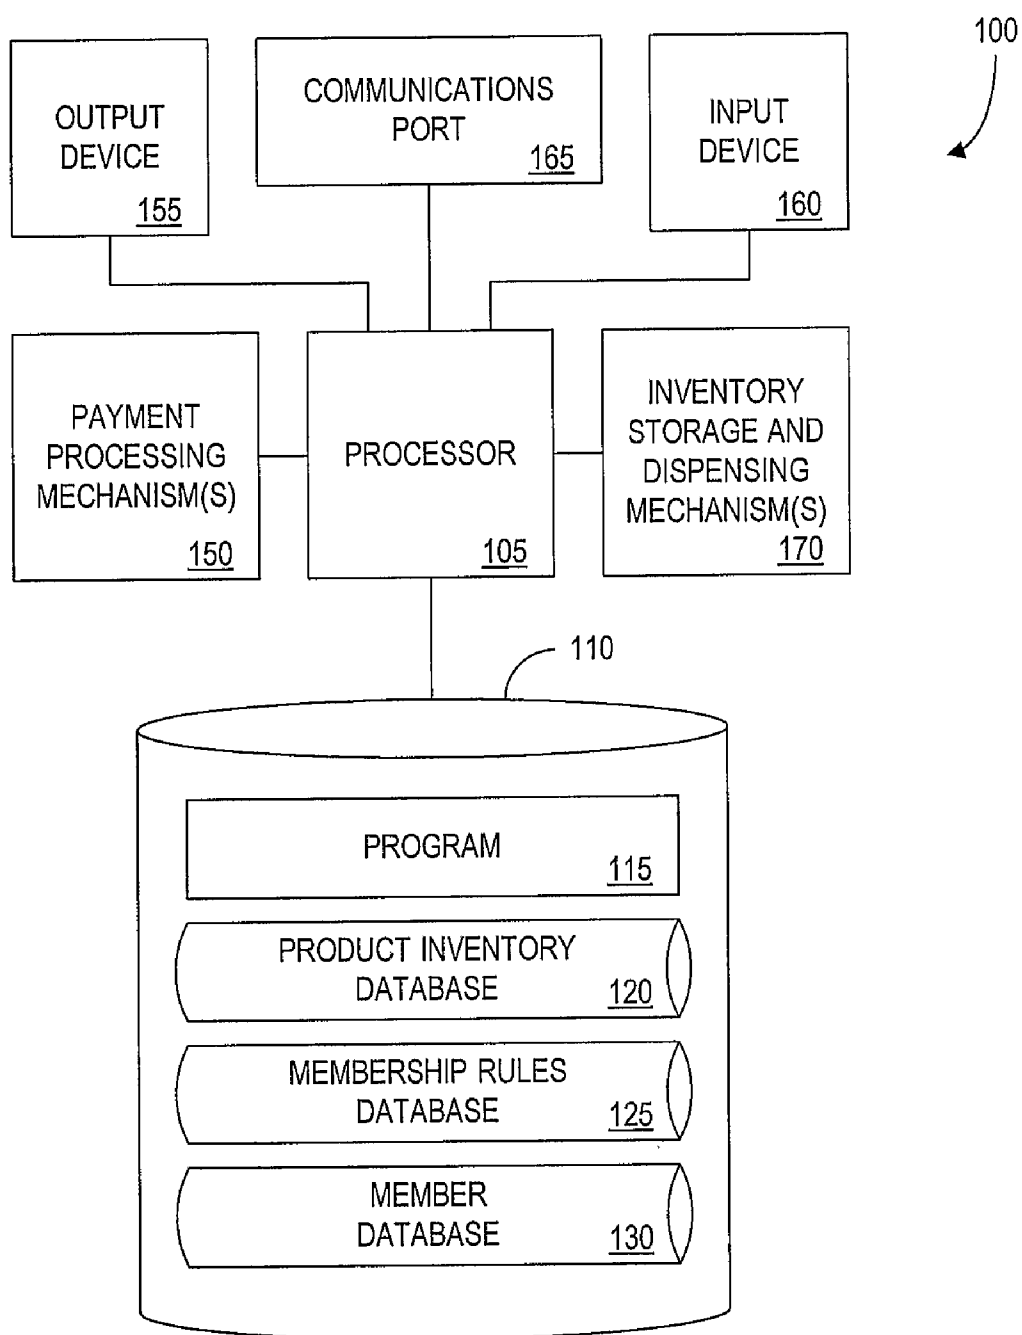 100
OUTPUT
DEVICE
155
COMMUNICATIONS
PORT
165
INPUT
DEVICE
160
PAYMENT
PROCESSING
MECHANISM(S)
150
PROCESSOR
105
INVENTORY
STORAGE AND
DISPENSING
MECHANISM(S)
170
110
PROGRAM
115
PRODUCT INVENTORY
DATABASE
120
MEMBERSHIP RULES
DATABASE
125
MEMBER
DATABASE
130